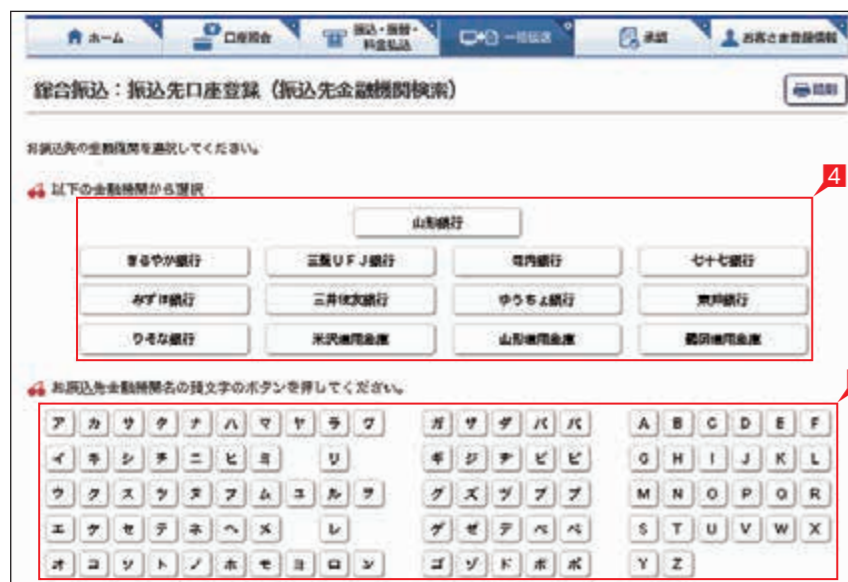 ホーム 口座照会 振込・振替・料金払込 一括伝送 承認 お客さま登録情報
総合振込：振込先口座登録（振込先金融機関検索） 印刷
お振込先の金融機関を選択してください。
以下の金融機関から選択
4
山形銀行
きらやか銀行 三菱ＵＦＪ銀行 荘内銀行 七十七銀行
みずほ銀行 三井住友銀行 ゆうちょ銀行
りそな銀行 米沢信用金庫 山形信用金庫 鶴岡信用金庫
お振込先金融機関名の頭文字のボタンを押してください。
ア カ サ タ ナ ハ マ ヤ ラ ワ ガ ザ ダ バ パ A B C D E F
イ キ シ チ ニ ヒ ミ リ ギ ジ ヂ ビ ピ G H I J K L
ウ ク ス ツ ヌ フ ム ユ ル ヲ グ ズ ヅ ブ プ M N O P Q R
エ ケ セ テ ネ ヘ メ レ ゲ ゼ デ ベ ペ S T U V W X
オ コ ソ ト ノ ホ モ ヨ ロ ン ゴ ゾ ド ボ ポ Y Z